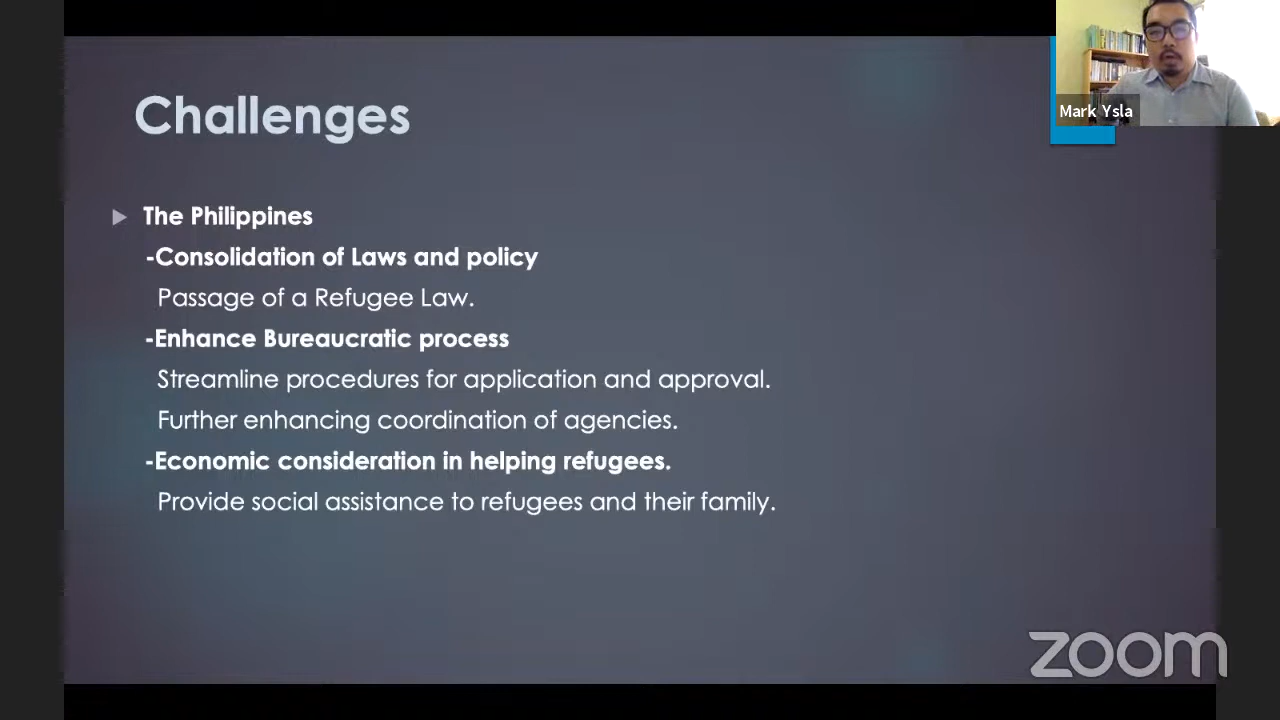 Challenges
Mark Ysla
The Philippines
-Consolidation of Laws and policy
Passage of a Refugee Law.
-Enhance Bureaucratic process
Streamline procedures for application and approval.
Further enhancing coordination of agencies.
-Economic consideration in helping refugees.
Provide social assistance to refugees and their family.
zoom